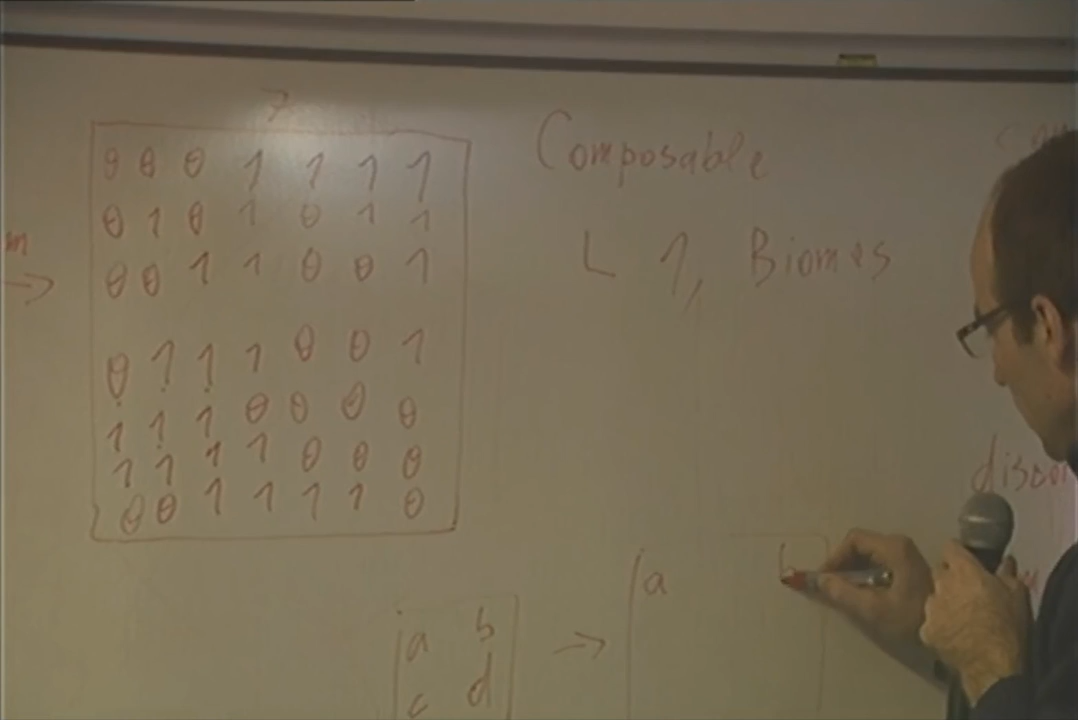 7
m
→
0 0 0 1 1 1 1
0 1 0 1 0 1 1
0 0 1 1 0 0 1
0 1 1 1 0 0 1
1 1 1 0 0 0 0
1 1 1 1 0 0 0
0 0 1 1 1 1 0
Composable
L 1, Biomes
a b
c d
→
a b